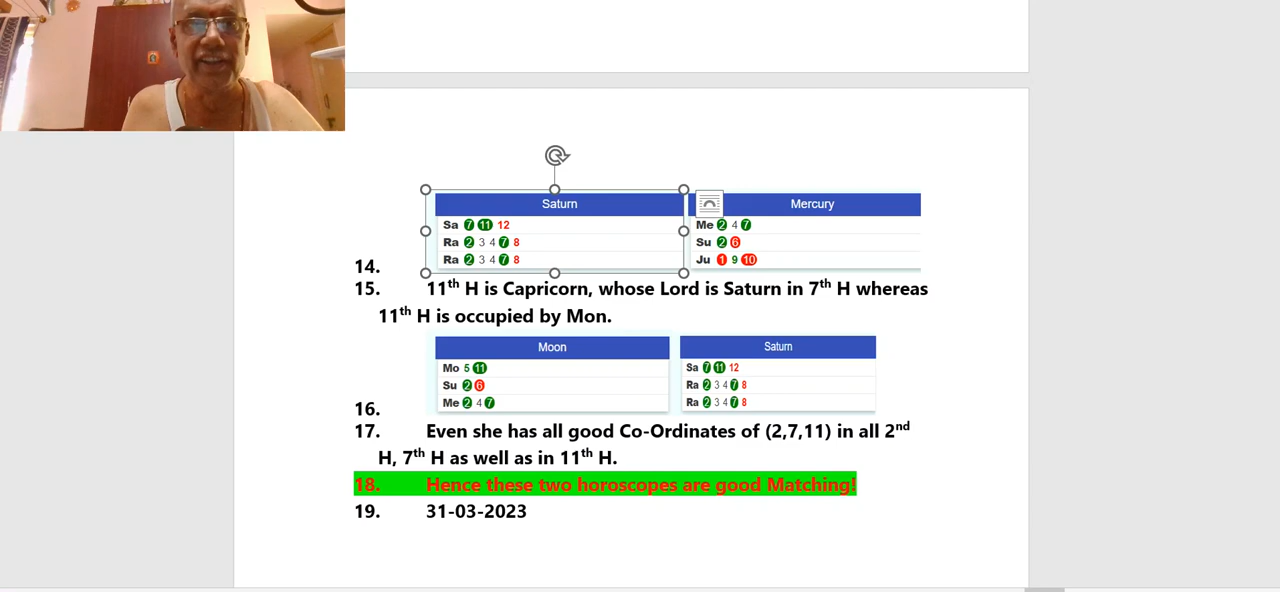 Saturn Mercury
Sa 7 11 12 Me 2 4 7
Ra 2 3 4 7 8 Su 2 6
Ra 2 3 4 7 8 Ju 1 9 10
14.
15. 11th H is Capricorn, whose Lord is Saturn in 7th H whereas
11th H is occupied by Mon.
Moon Saturn
Mo 5 11 Sa 7 11 12
Su 2 6 Ra 2 3 4 7 8
Me 2 4 7 Ra 2 3 4 7 8
16.
17. Even she has all good Co-Ordinates of (2,7,11) in all 2nd
H, 7th H as well as in 11th H.
18. Hence these two horoscopes are good Matching!
19. 31-03-2023